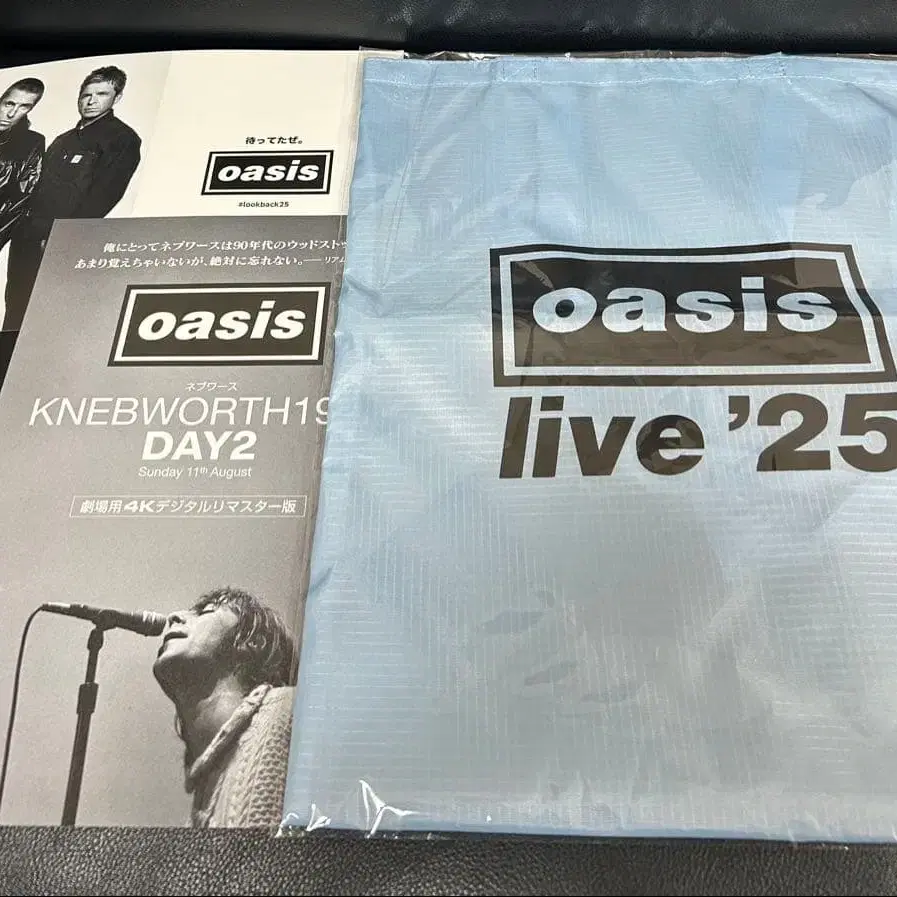 待ってたぜ。
oasis
#lookback25
俺にとってネブワースは90年代のウッドストッ
あまり覚えちゃいないが、絶対に忘れない。── リアム
oasis
ネブワース
KNEBWORTH19
DAY2
Sunday 11th August
劇場用4Kデジタルリマスター版
oasis
live ’25